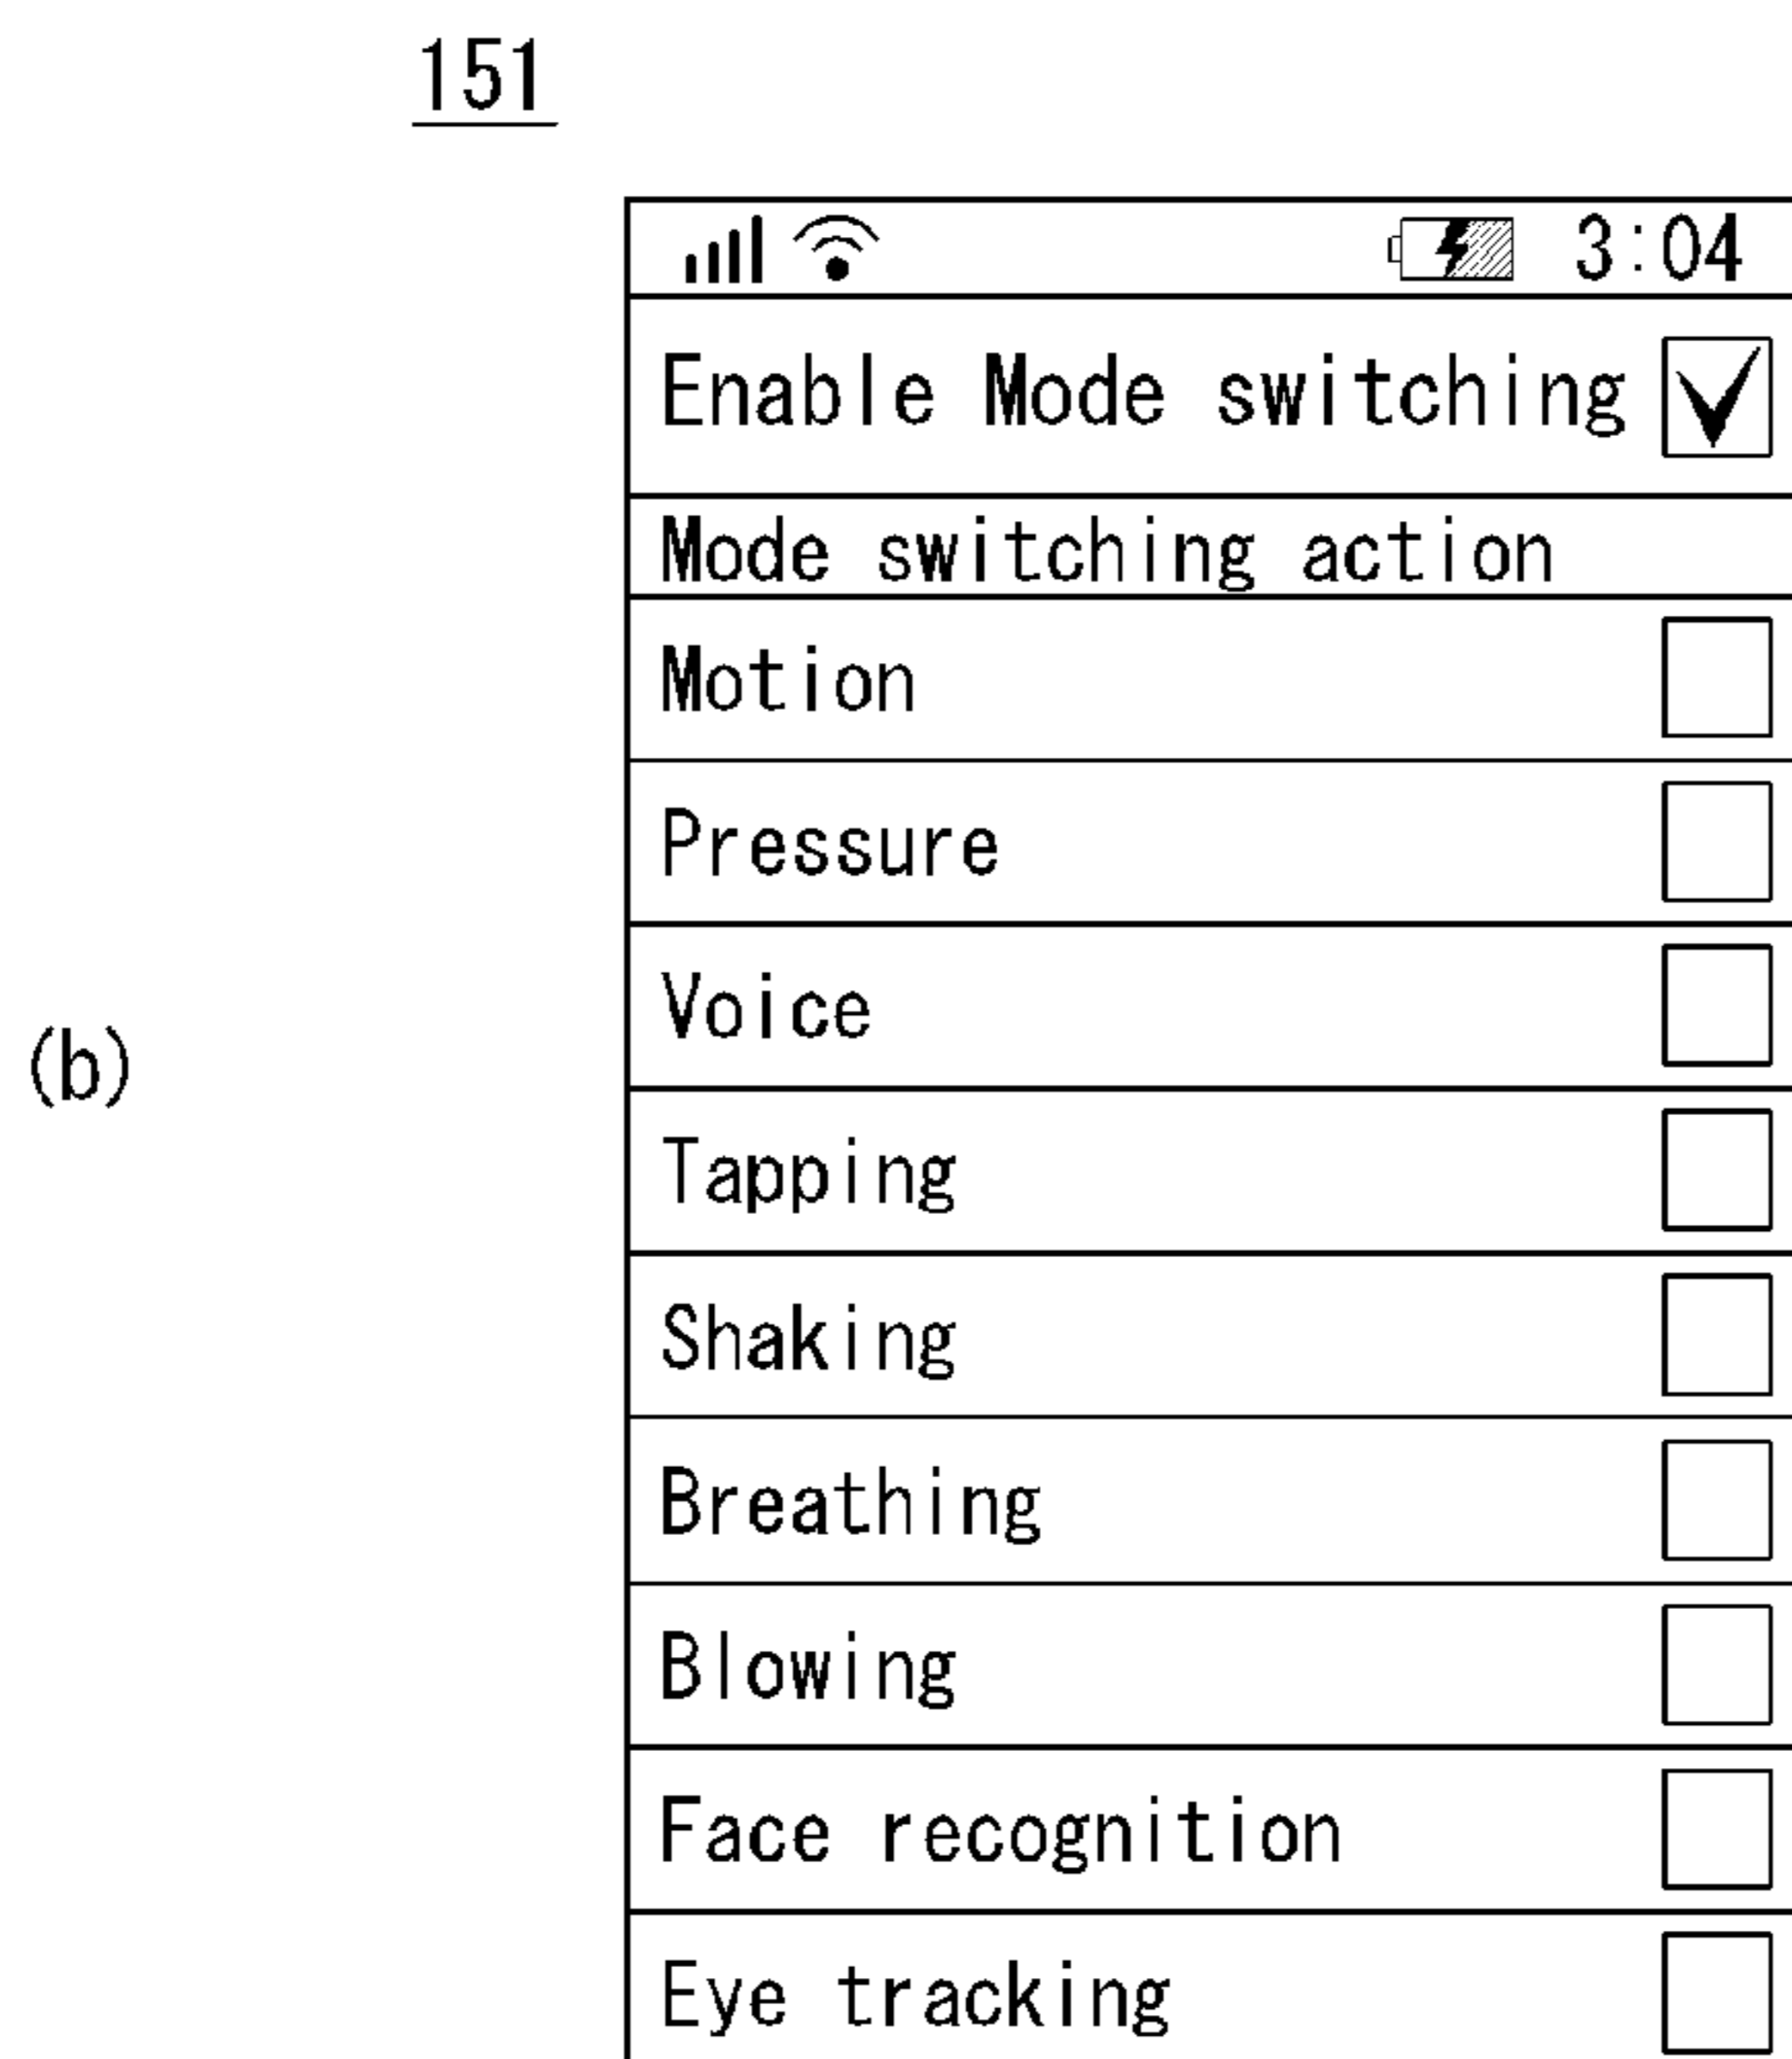 151
3:04
Enable Mode switching
Mode switching action
Motion
Pressure
Voice
(b)
Tapping
Shaking
Breathing
Blowing
Face recognition
Eye tracking